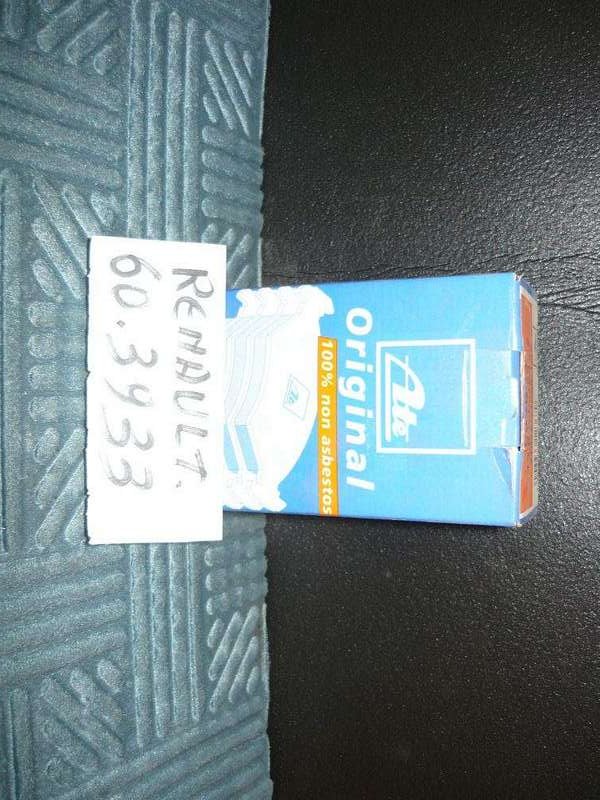 Ate
Original
100% non asbestos
RENAULT.
60.3933